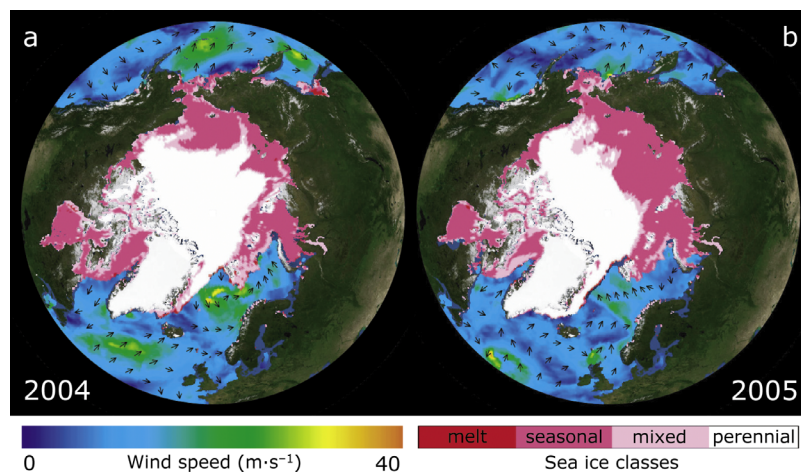 a
b
2004
2005
melt seasonal mixed perennial
0 Wind speed (m·s⁻¹) 40
Sea ice classes